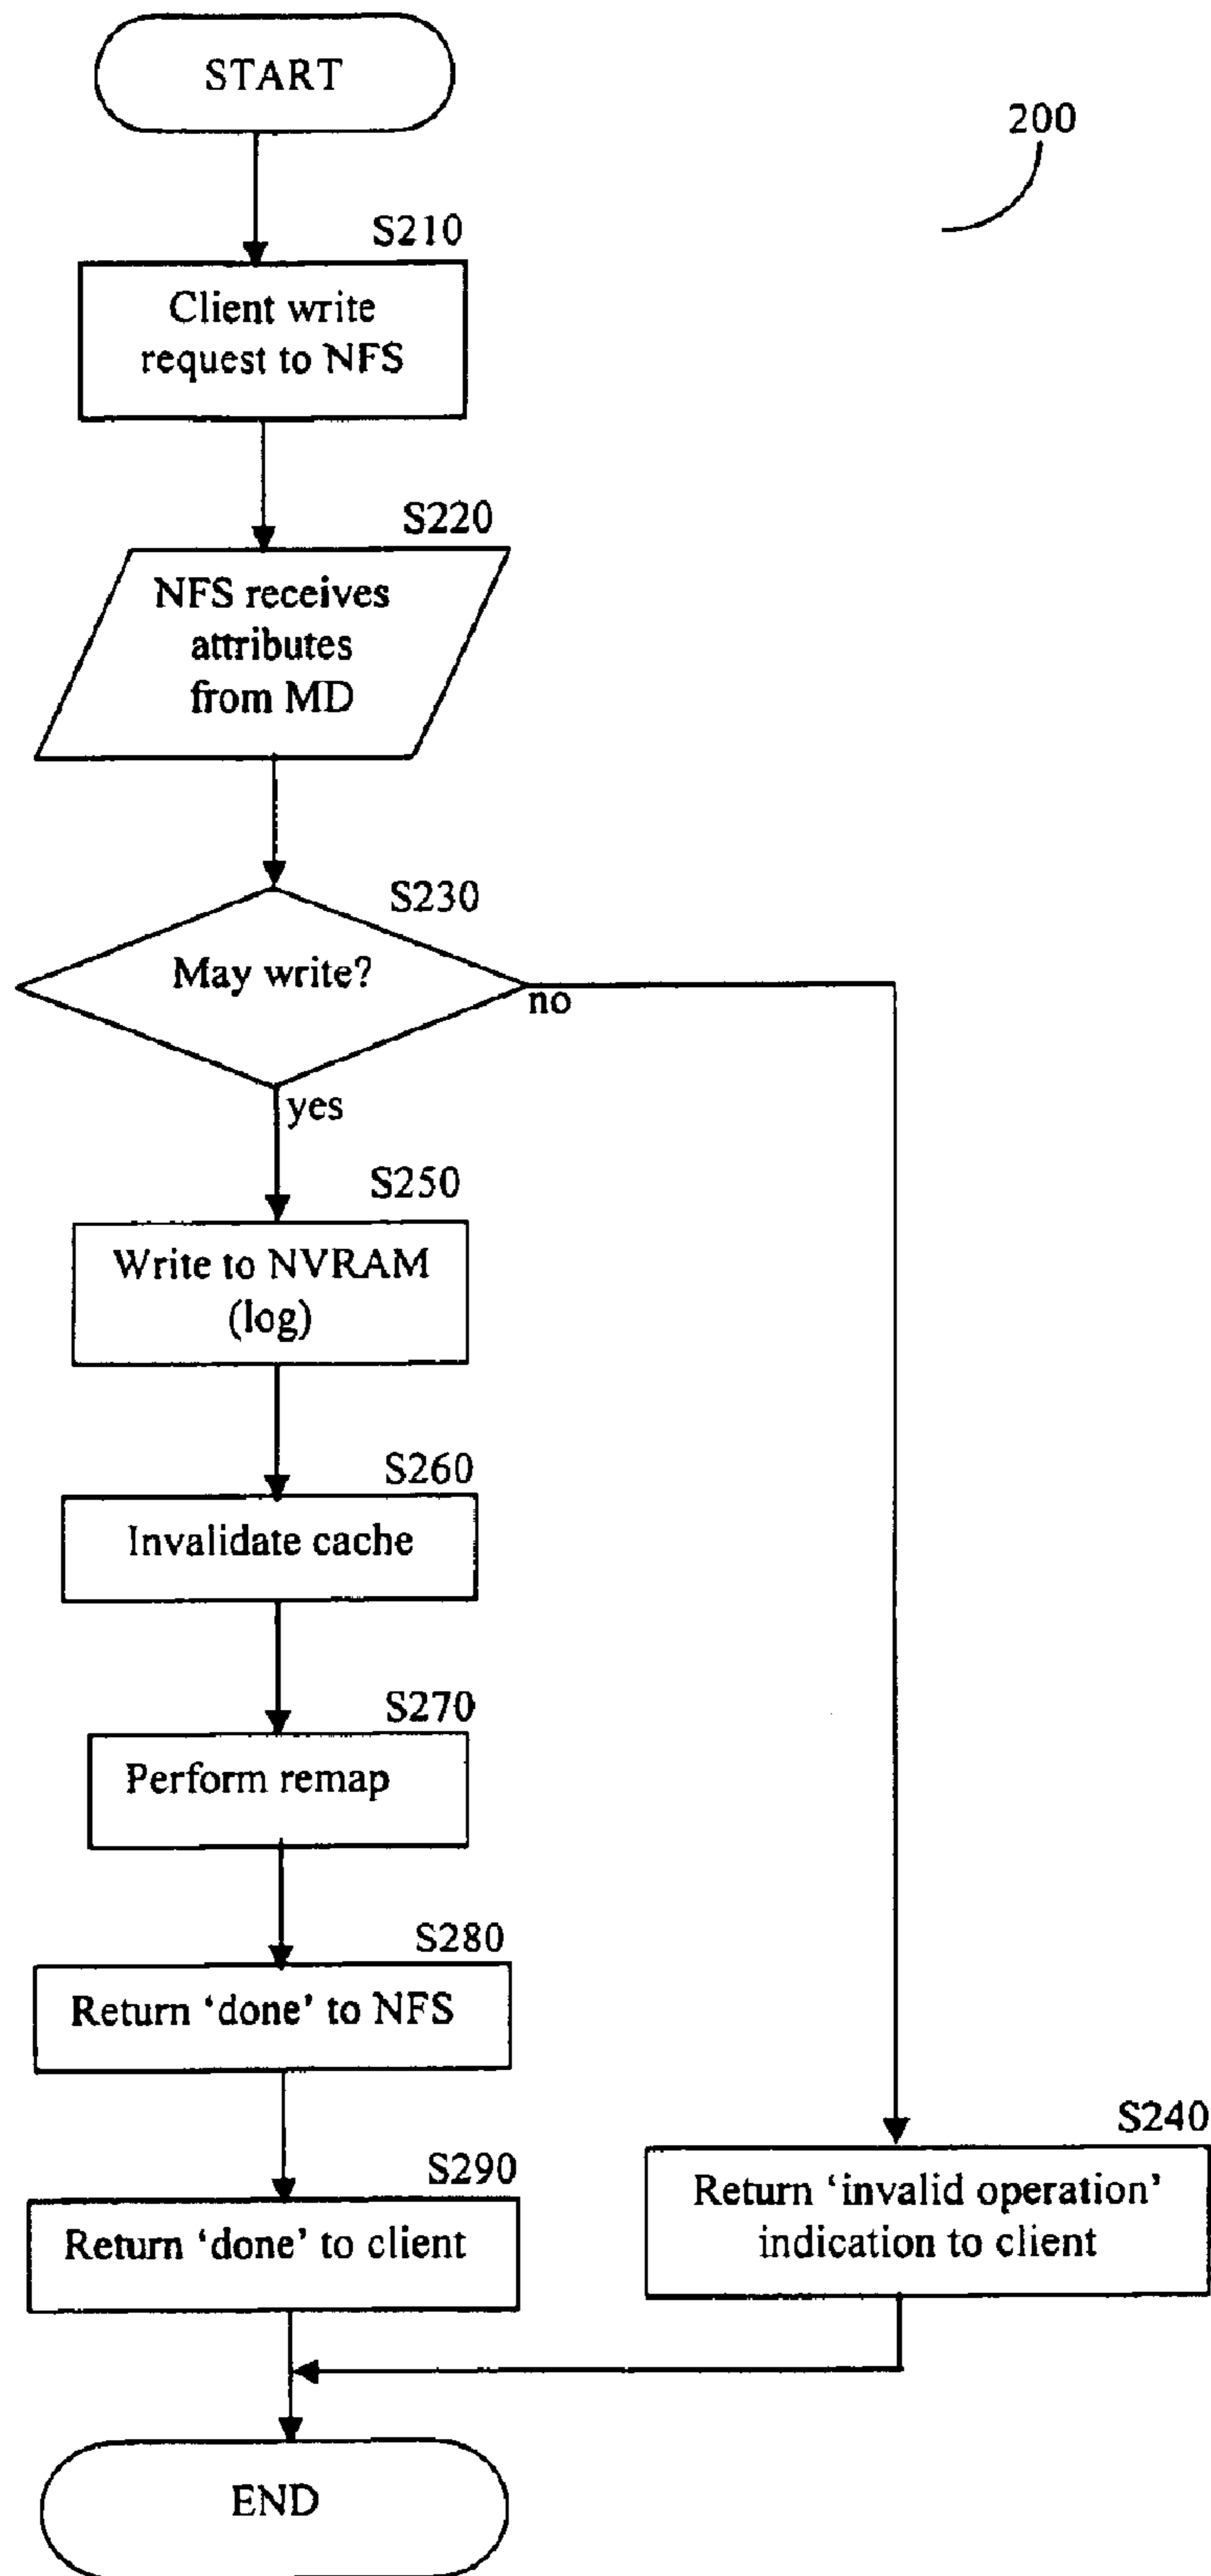 START
200
S210
Client write
request to NFS
S220
NFS receives
attributes
from MD
S230
May write?
no
yes
S250
Write to NVRAM
(log)
S260
Invalidate cache
S270
Perform remap
S280
Return ‘done’ to NFS
S240
Return ‘invalid operation’
indication to client
S290
Return ‘done’ to client
END